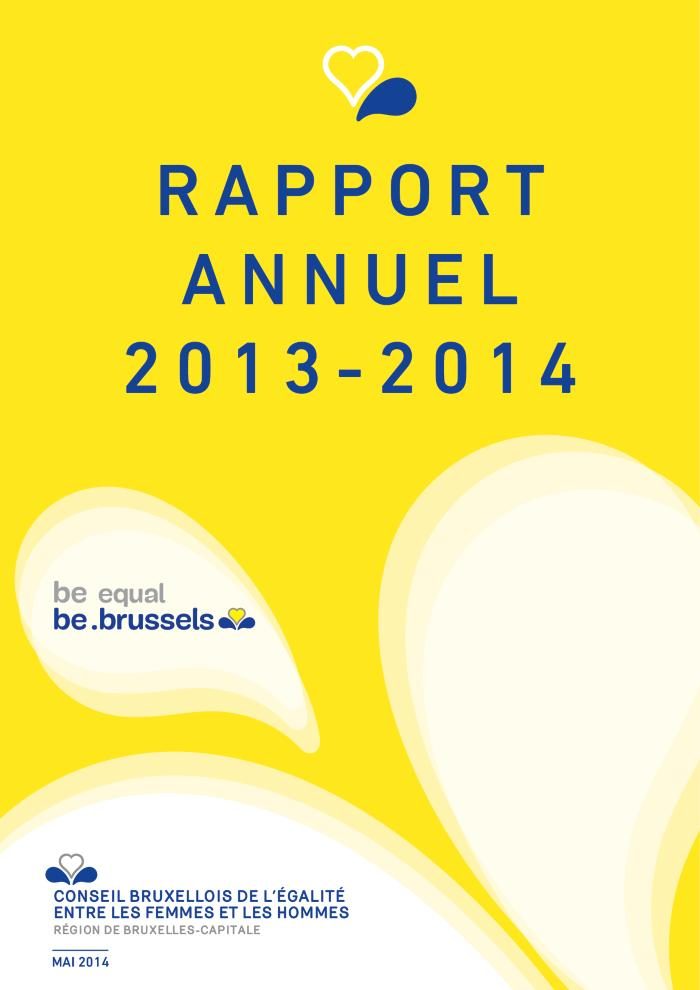 RAPPORT
ANNUEL
2013-2014
be equal
be.brussels
CONSEIL BRUXELLOIS DE L'ÉGALITÉ
ENTRE LES FEMMES ET LES HOMMES
RÉGION DE BRUXELLES-CAPITALE
MAI 2014